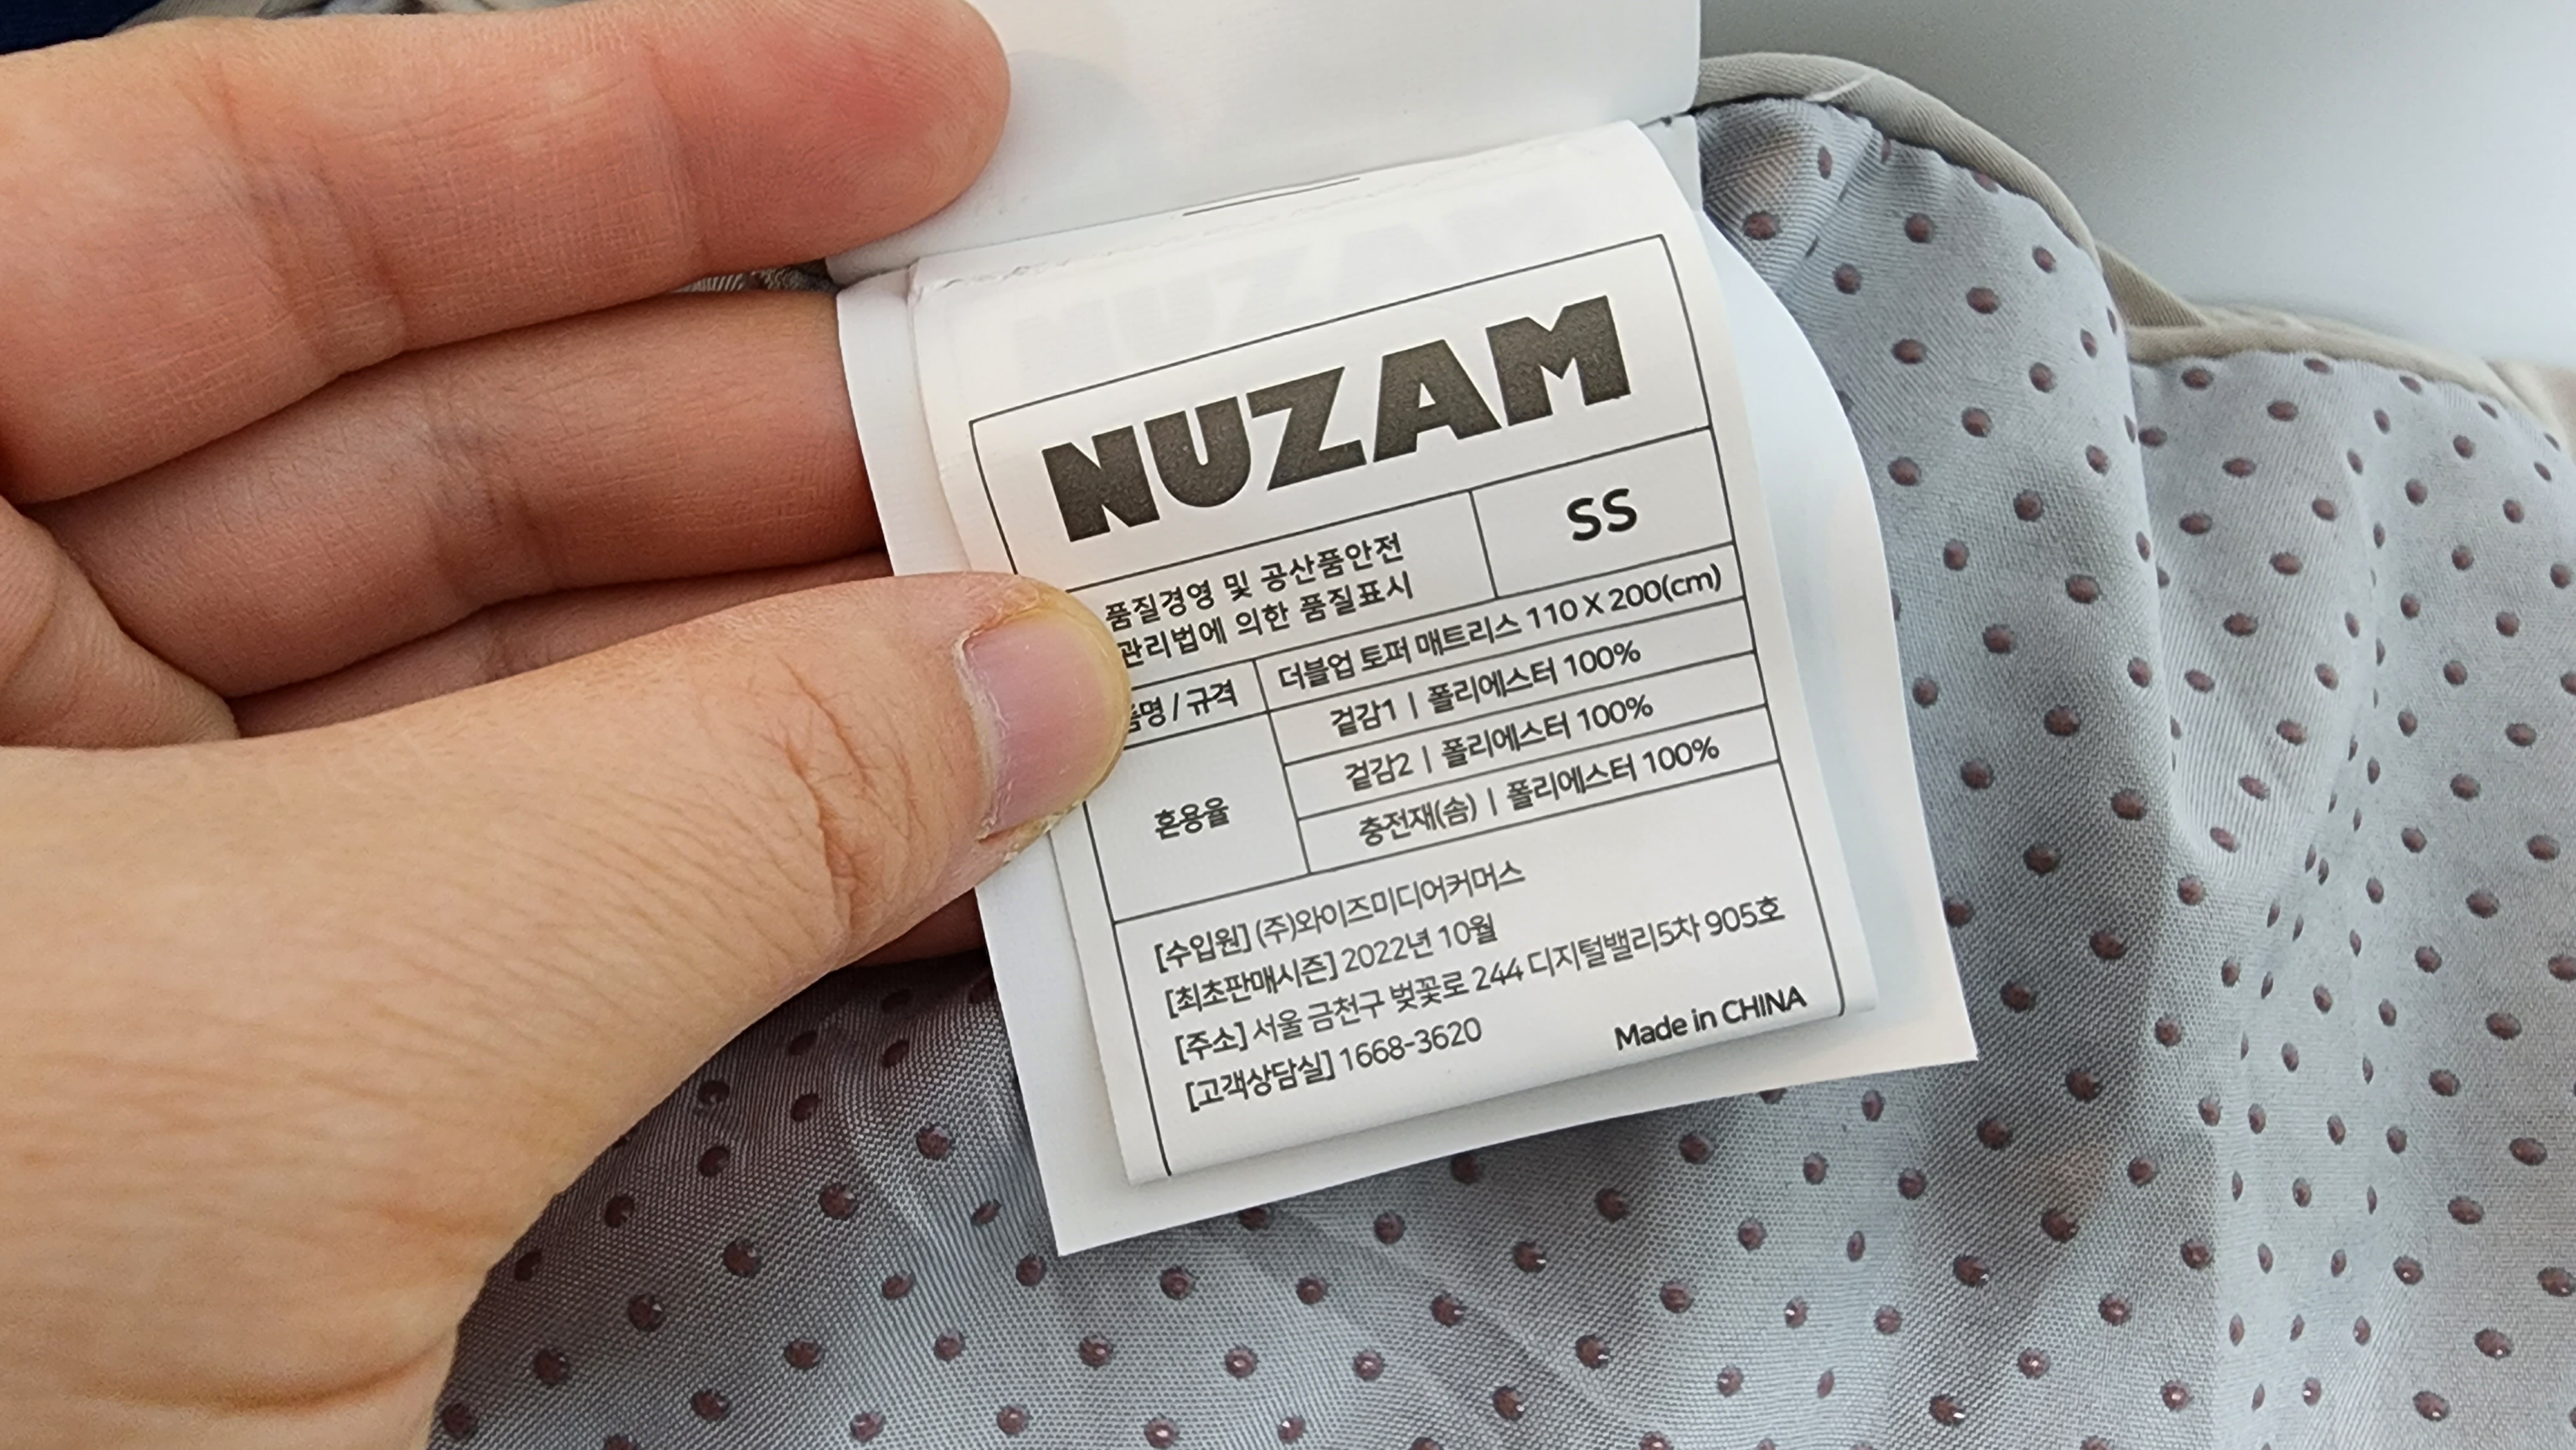 NUZAM
품질경영 및 공산품안전
관리법에 의한 품질표시
SS
품명 / 규격
더블업 토퍼 매트리스 110 X 200(cm)
혼용율
겉감1 | 폴리에스터 100%
겉감2 | 폴리에스터 100%
충전재(솜) | 폴리에스터 100%
[수입원] (주)와이즈미디어커머스
[최초판매시즌] 2022년 10월
[주소] 서울 금천구 벚꽃로 244 디지털밸리5차 905호
[고객상담실] 1668-3620
Made in CHINA